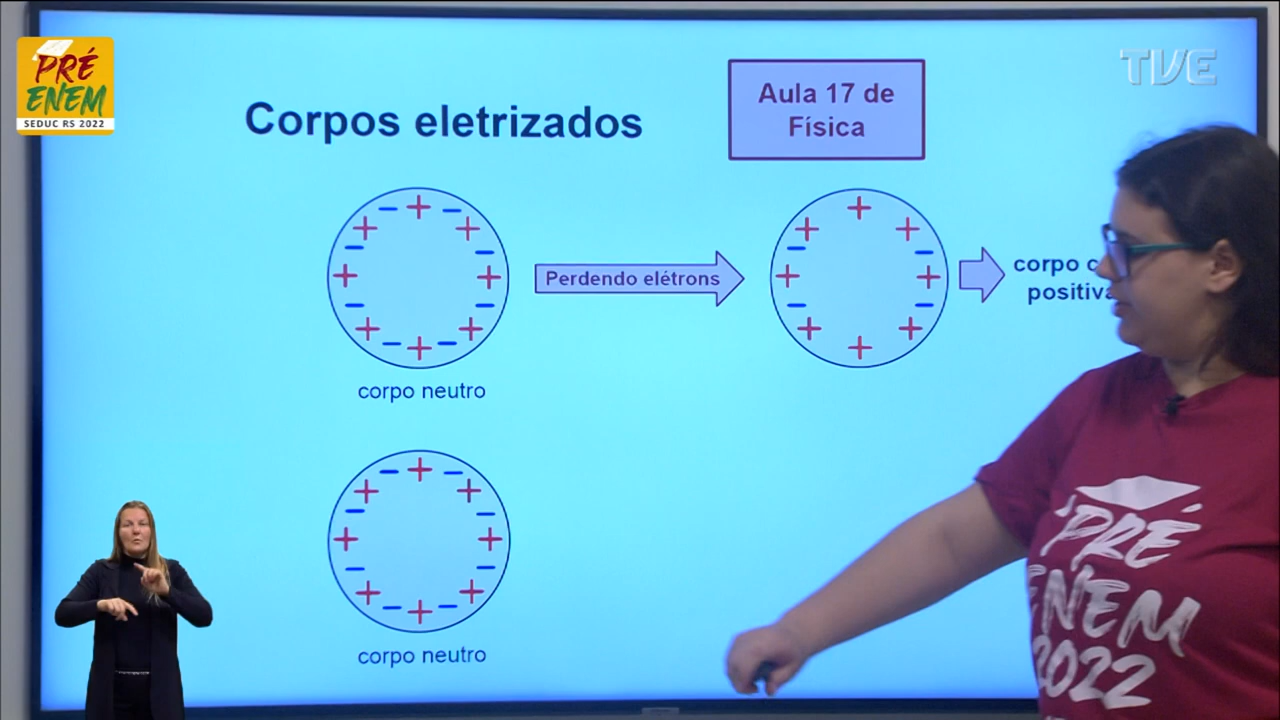 PRÉ
ENEM
SEDUC RS 2022
TVE
Aula 17 de
Física
Corpos eletrizados
Perdendo elétrons
corpo
corpo neutro
corpo neutro
PRÉ
ENEM
2022